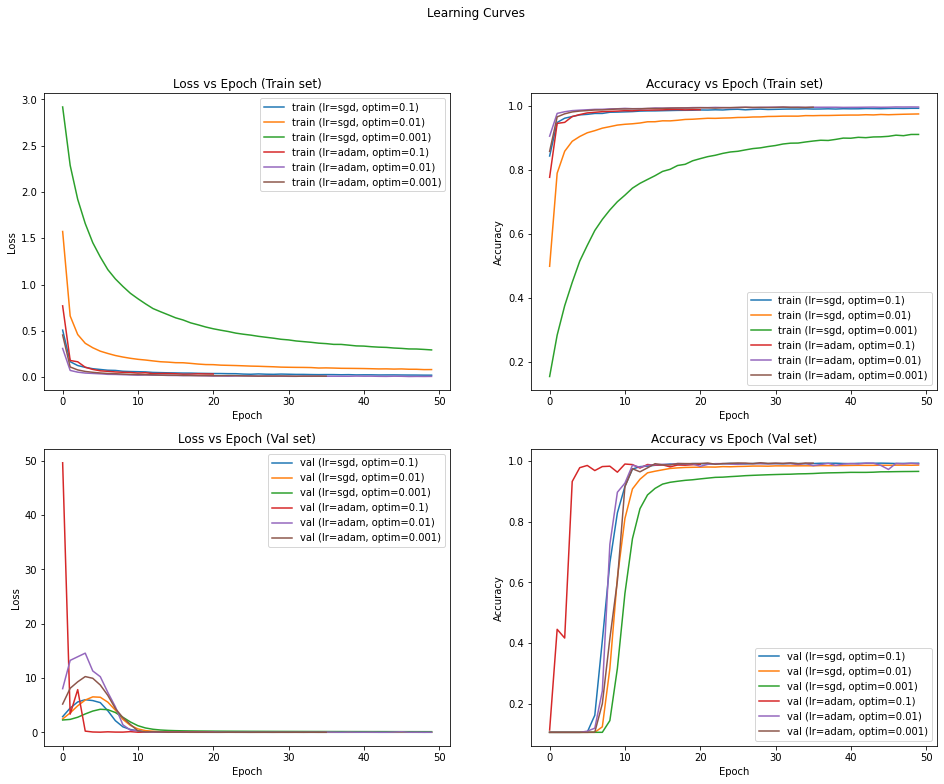 Learning Curves
Loss vs Epoch (Train set)
3.0
2.5
2.0
1.5
1.0
0.5
0.0
Loss
0
10
20
30
40
50
Epoch
train (lr=sgd, optim=0.1)
train (lr=sgd, optim=0.01)
train (lr=sgd, optim=0.001)
train (lr=adam, optim=0.1)
train (lr=adam, optim=0.01)
train (lr=adam, optim=0.001)
Accuracy vs Epoch (Train set)
1.0
0.8
0.6
0.4
0.2
Accuracy
0
10
20
30
40
50
Epoch
train (lr=sgd, optim=0.1)
train (lr=sgd, optim=0.01)
train (lr=sgd, optim=0.001)
train (lr=adam, optim=0.1)
train (lr=adam, optim=0.01)
train (lr=adam, optim=0.001)
Loss vs Epoch (Val set)
50
40
30
20
10
0
Loss
0
10
20
30
40
50
Epoch
val (lr=sgd, optim=0.1)
val (lr=sgd, optim=0.01)
val (lr=sgd, optim=0.001)
val (lr=adam, optim=0.1)
val (lr=adam, optim=0.01)
val (lr=adam, optim=0.001)
Accuracy vs Epoch (Val set)
1.0
0.8
0.6
0.4
0.2
Accuracy
0
10
20
30
40
50
Epoch
val (lr=sgd, optim=0.1)
val (lr=sgd, optim=0.01)
val (lr=sgd, optim=0.001)
val (lr=adam, optim=0.1)
val (lr=adam, optim=0.01)
val (lr=adam, optim=0.001)